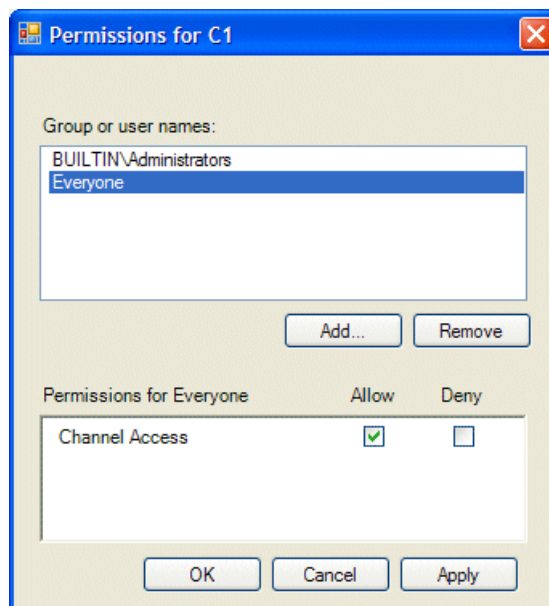 Permissions for C1
Group or user names:
BUILTIN\Administrators
Everyone
Add... Remove
Permissions for Everyone Allow Deny
Channel Access
OK Cancel Apply